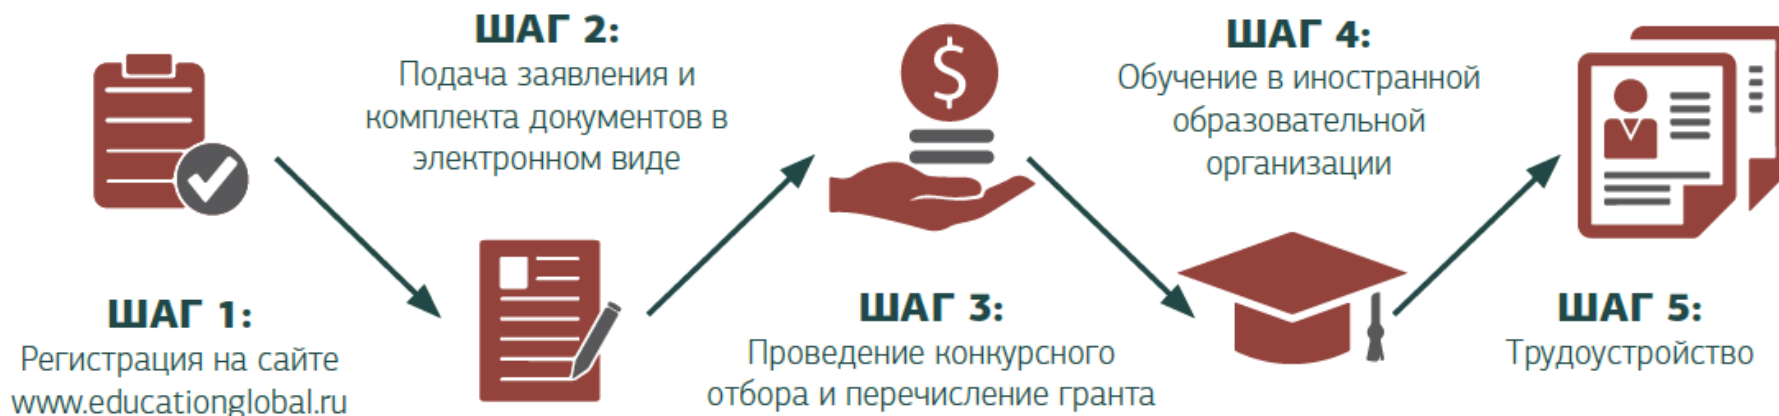 ШАГ 1:
Регистрация на сайте
www.educationglobal.ru
ШАГ 2:
Подача заявления и
комплекта документов в
электронном виде
ШАГ 3:
Проведение конкурсного
отбора и перечисление гранта
ШАГ 4:
Обучение в иностранной
образовательной
организации
ШАГ 5:
Трудоустройство
$